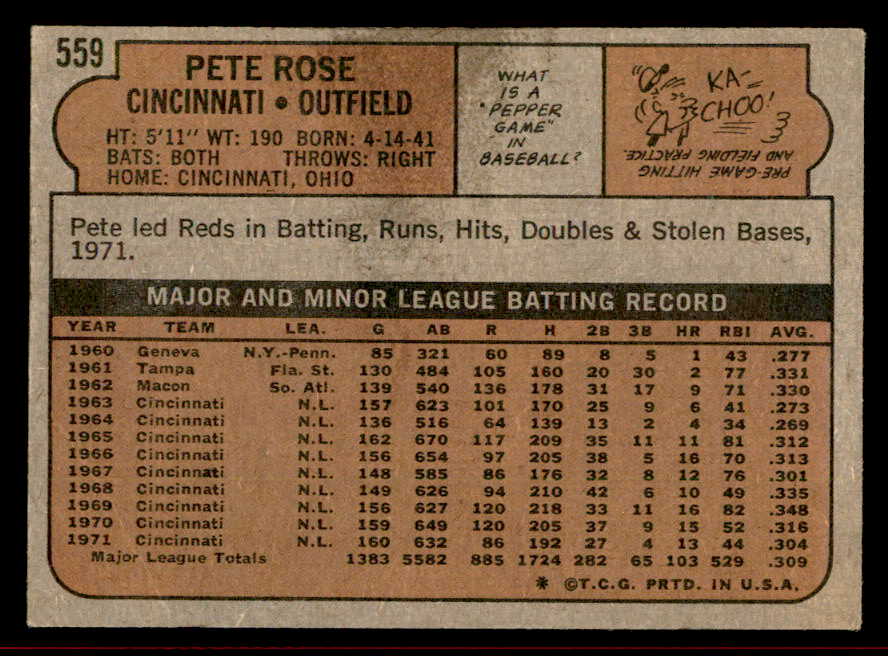 559
PETE ROSE
CINCINNATI • OUTFIELD
HT: 5'11" WT: 190 BORN: 4-14-41
BATS: BOTH THROWS: RIGHT
HOME: CINCINNATI, OHIO
WHAT
IS A
"PEPPER
GAME"
IN
BASEBALL?
KA-
CHOO!
PRE-GAME HITTING
AND FIELDING PRACTICE.
Pete led Reds in Batting, Runs, Hits, Doubles & Stolen Bases,
1971.
MAJOR AND MINOR LEAGUE BATTING RECORD
YEAR TEAM LEA. G AB R H 2B 3B HR RBI AVG.
1960 Geneva N.Y.-Penn. 85 321 60 89 8 5 1 43 .277
1961 Tampa Fla. St. 130 484 105 160 20 30 2 77 .331
1962 Macon So. Atl. 139 540 136 178 31 17 9 71 .330
1963 Cincinnati N.L. 157 623 101 170 25 9 6 41 .273
1964 Cincinnati N.L. 136 516 64 139 13 2 4 34 .269
1965 Cincinnati N.L. 162 670 117 209 35 11 11 81 .312
1966 Cincinnati N.L. 156 654 97 205 38 5 16 70 .313
1967 Cincinnati N.L. 148 585 86 176 32 8 12 76 .301
1968 Cincinnati N.L. 149 626 94 210 42 6 10 49 .335
1969 Cincinnati N.L. 156 627 120 218 33 11 16 82 .348
1970 Cincinnati N.L. 159 649 120 205 37 9 15 52 .316
1971 Cincinnati N.L. 160 632 86 192 27 4 13 44 .304
Major League Totals 1383 5582 885 1724 282 65 103 529 .309
* ©T.C.G. PRTD. IN U.S.A.